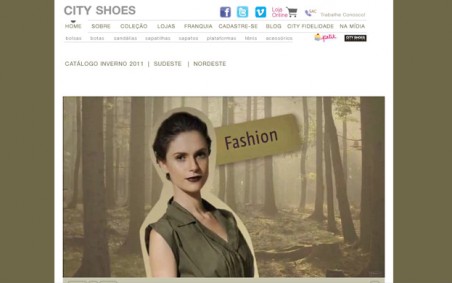 CITY SHOES
Loja Online
SAC
Trabalhe Conosco!
HOME SOBRE COLEÇÃO LOJAS FRANQUIA CADASTRE-SE BLOG CITY FIDELIDADE NA MÍDIA
bolsas botas sandálias sapatilhas sapatos plataformas tênis acessórios
CITY SHOES
CATÁLOGO INVERNO 2011 | SUDESTE | NORDESTE
Fashion